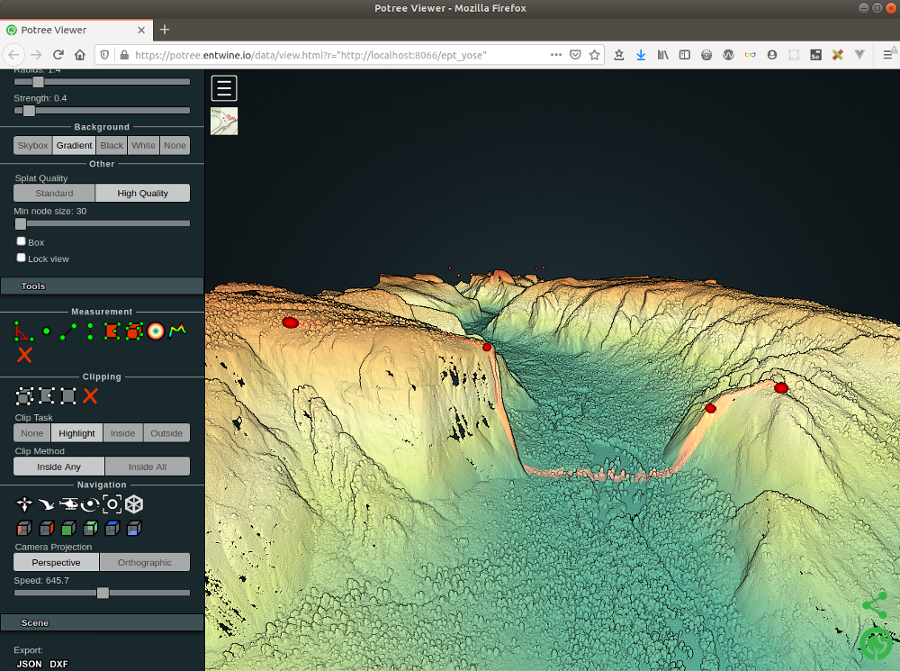 Potree Viewer - Mozilla Firefox
Potree Viewer
https://potree.entwine.io/data/view.html?r="http://localhost:8066/ept_yose"
Radius: 1.4
Strength: 0.4
Background
Skybox Gradient Black White None
Other
Splat Quality
Standard High Quality
Min node size: 30
Box
Lock view
Tools
Measurement
Clipping
Clip Task
None Highlight Inside Outside
Clip Method
Inside Any Inside All
Navigation
Camera Projection
Perspective Orthographic
Speed: 645.7
Scene
Export:
JSON DXF